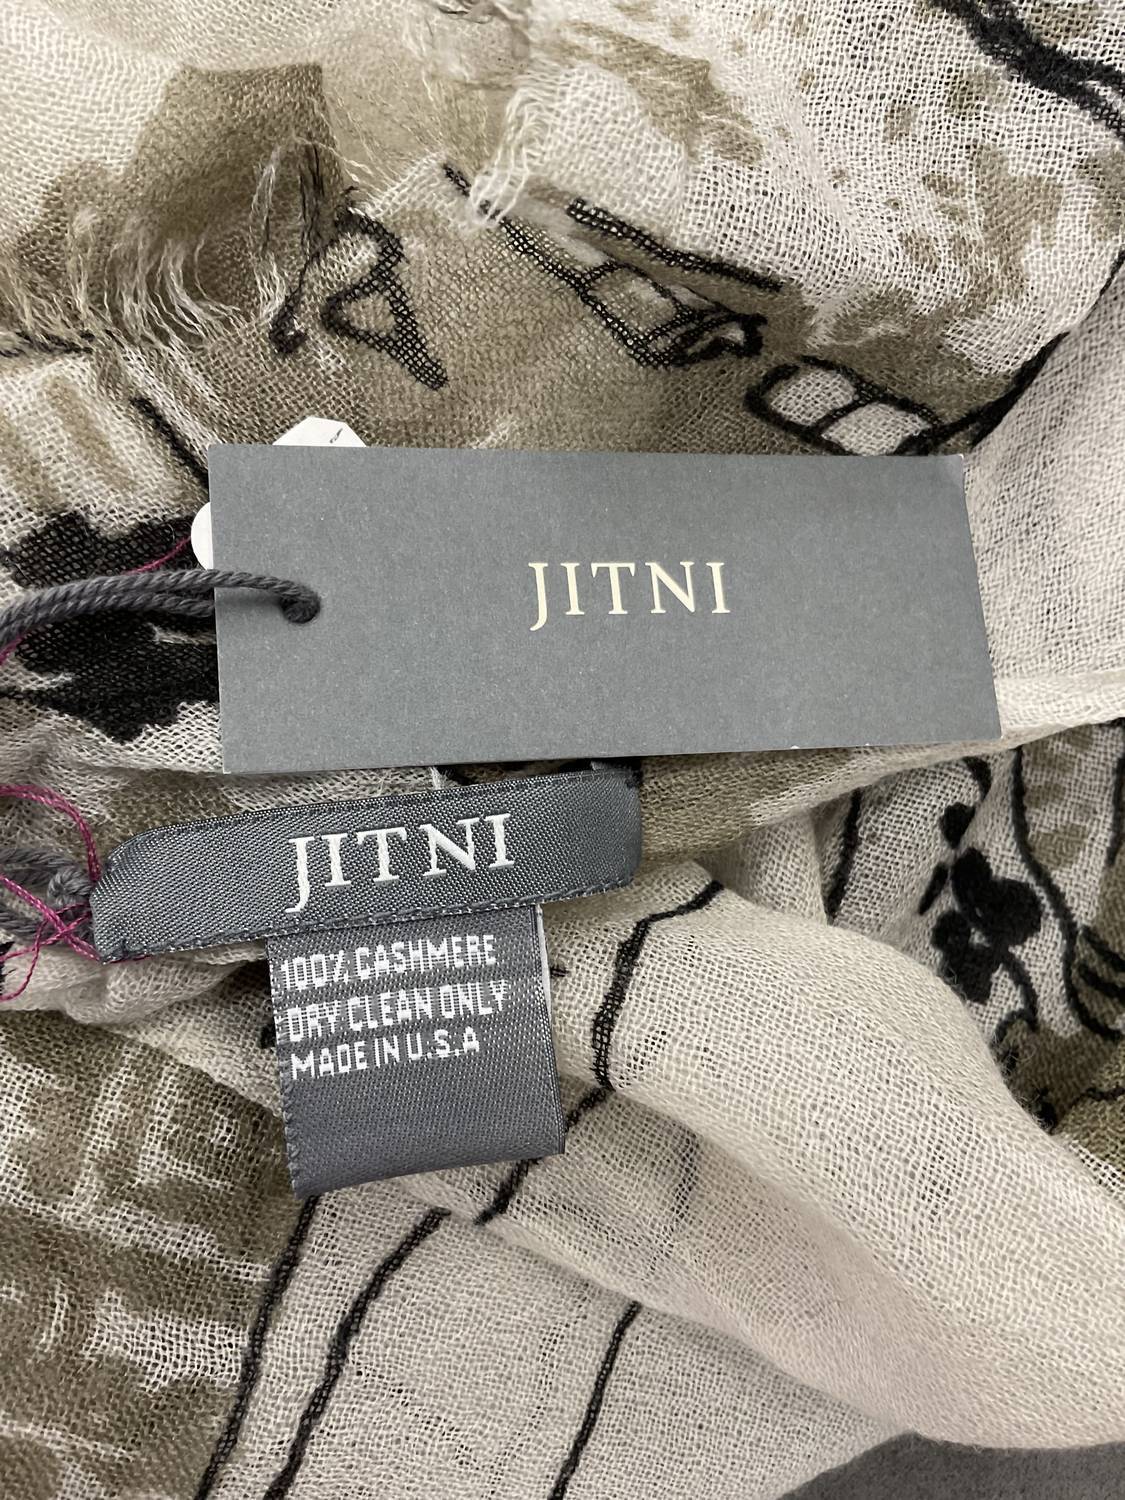 JITNI
JITNI
100% CASHMERE
DRY CLEAN ONLY
MADE IN U.S.A